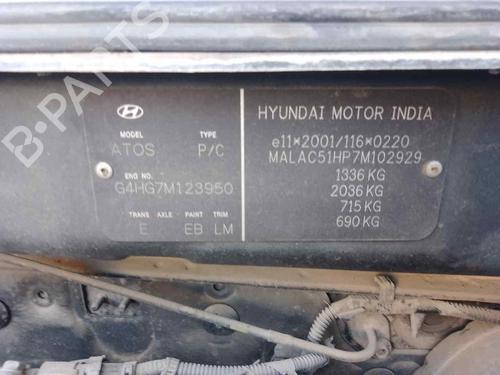 MODEL TYPE
ATOS P/C
ENG NO.
G4HG7M123950
TRANS AXLE PAINT TRIM
E EB LM
HYUNDAI MOTOR INDIA
e11*2001/116*0220
MALAC51HP7M102929
1336 KG
2036 KG
715 KG
690 KG